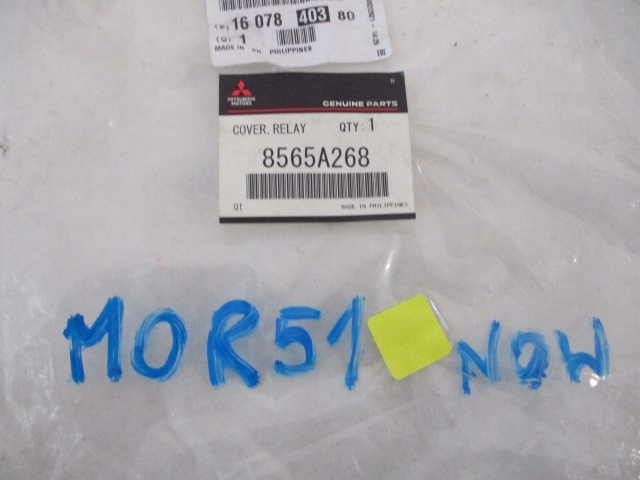 16 078 403 80
(Q) 1
MADE IN PHILIPPINES
MITSUBISHI MOTORS
GENUINE PARTS
COVER, RELAY QTY: 1
8565A268
QI MADE IN PHILIPPINES
MOR51 NOW